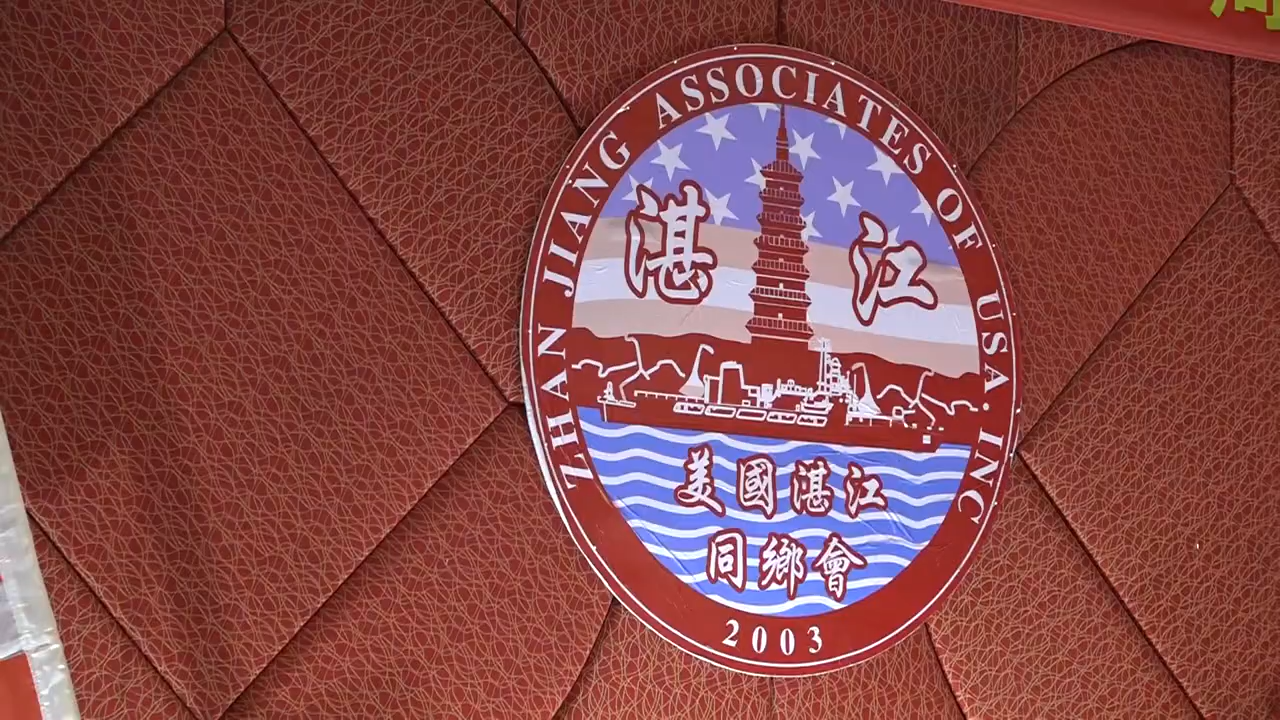 ZHAN JIANG ASSOCIATES OF USA. INC
湛江
美國湛江
同鄉會
2003